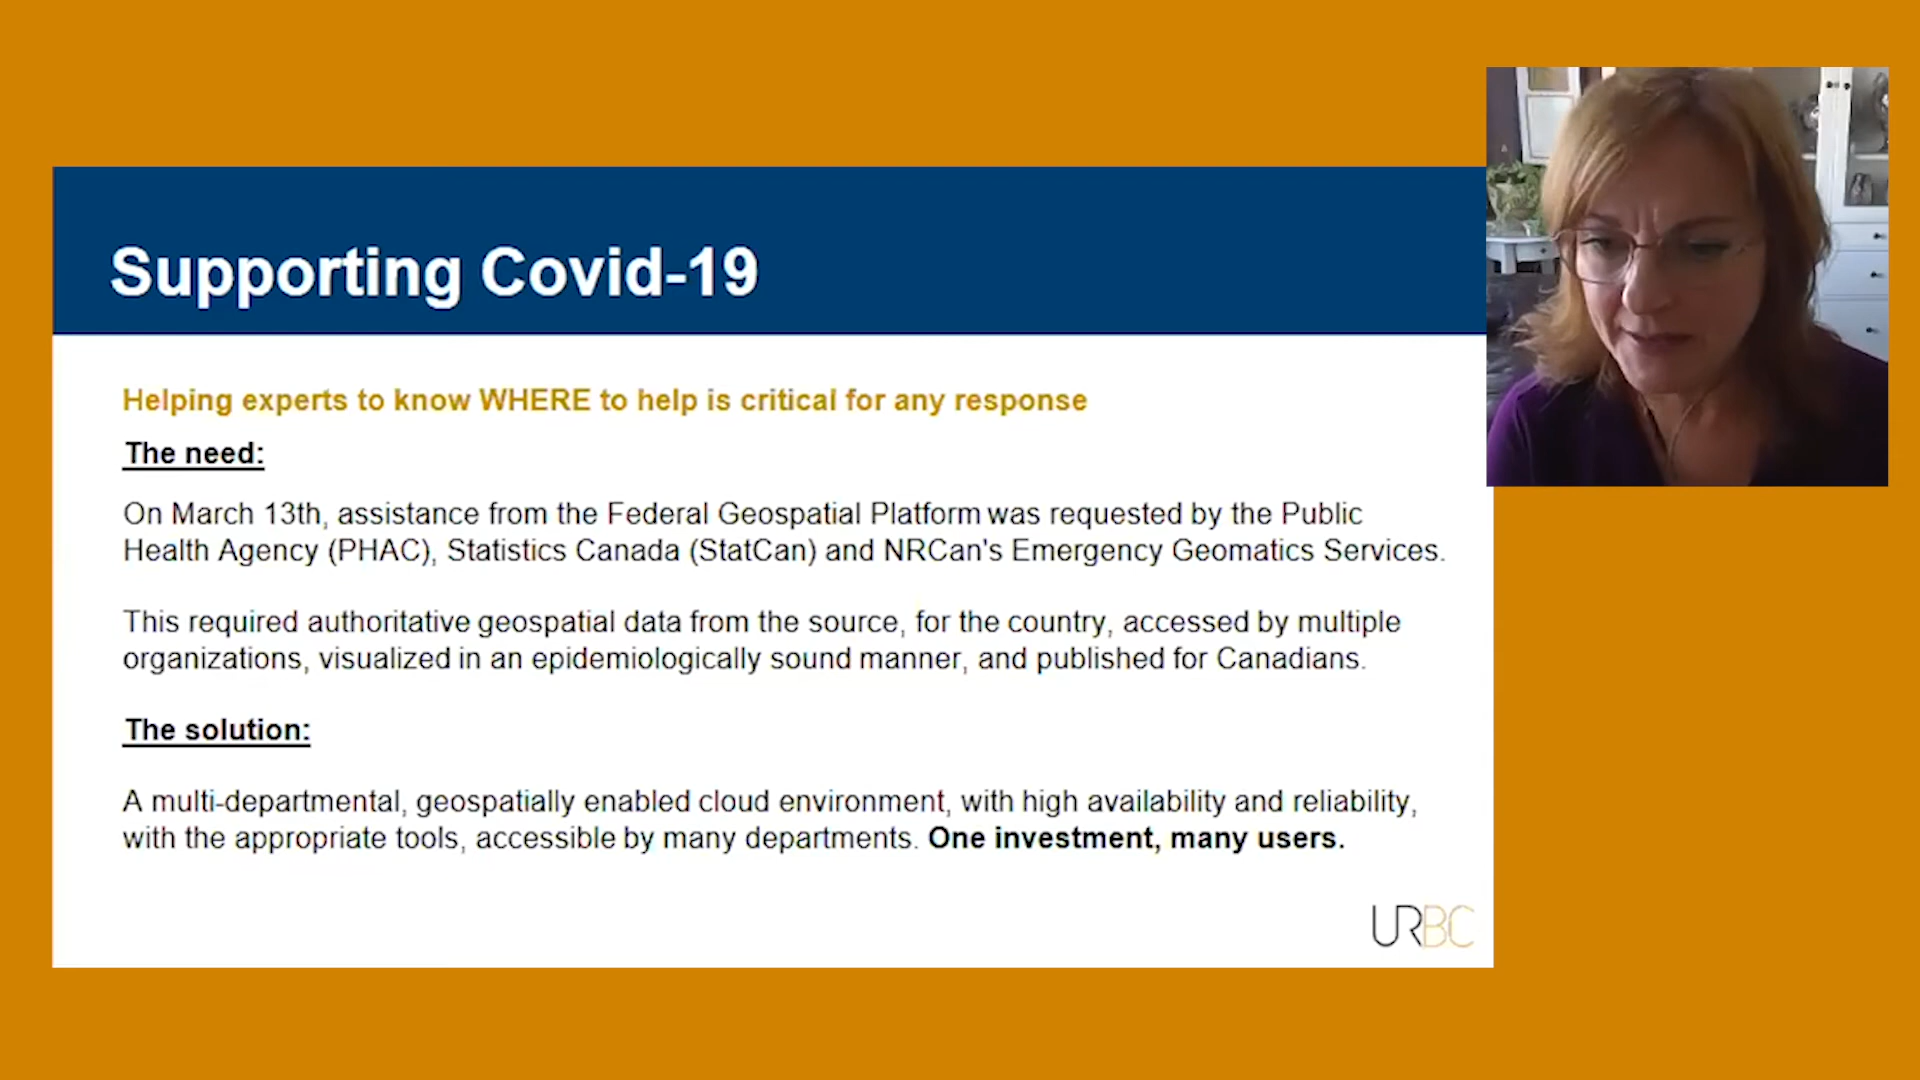 Supporting Covid-19
Helping experts to know WHERE to help is critical for any response
The need:
On March 13th, assistance from the Federal Geospatial Platform was requested by the Public
Health Agency (PHAC), Statistics Canada (StatCan) and NRCan's Emergency Geomatics Services.
This required authoritative geospatial data from the source, for the country, accessed by multiple
organizations, visualized in an epidemiologically sound manner, and published for Canadians.
The solution:
A multi-departmental, geospatially enabled cloud environment, with high availability and reliability,
with the appropriate tools, accessible by many departments. One investment, many users.
URBC